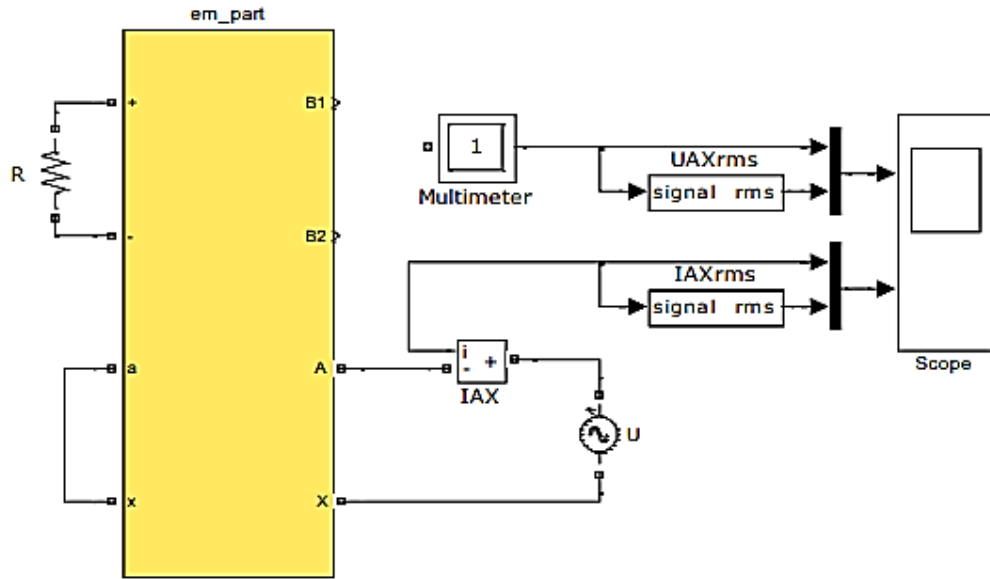 em_part
+
B1
R
1
Multimeter
UAXrms
signal rms
-
B2
IAXrms
signal rms
i
- +
IAX
Scope
a
A
U
x
X